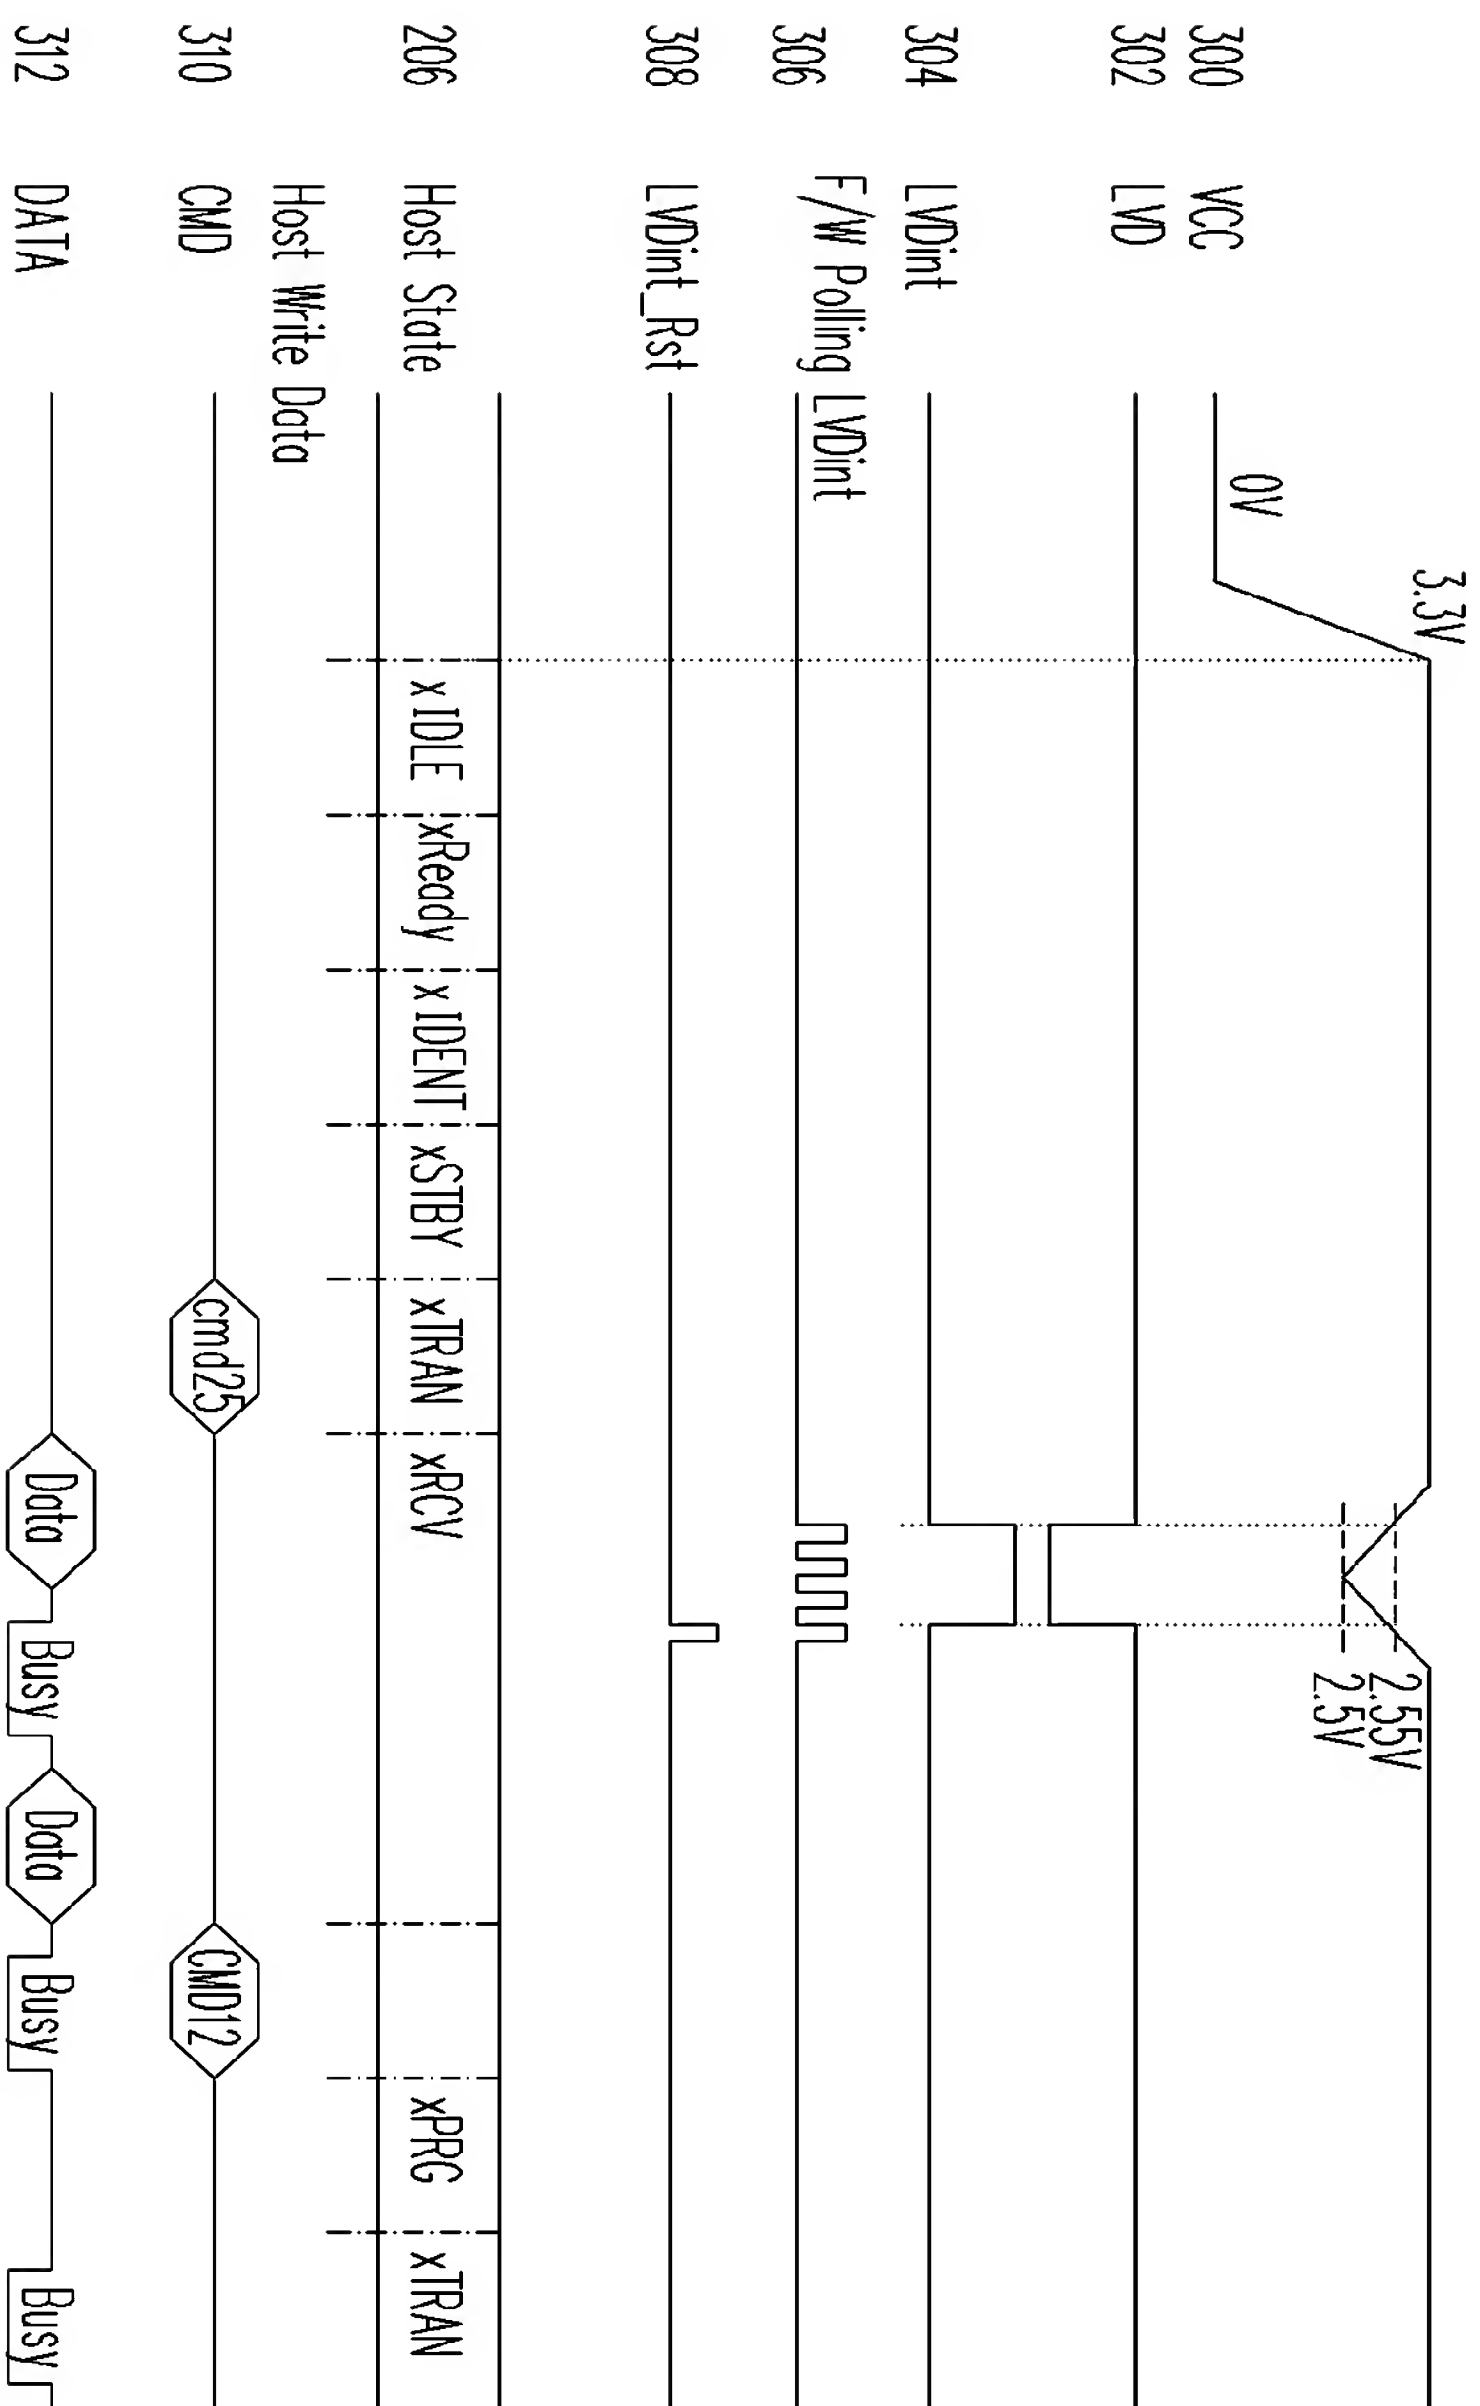 3.3V
0V
2.55V
2.5V
300 VCC
302 LVD
304 LVDint
306 F/W Polling LVDint
308 LVDint_Rst
206 Host State
x IDLE xReady x IDENT xSTBY xTRAN xRCV xPRG xTRAN
Host Write Data
310 CMD cmd25 CMD12
312 DATA Data Busy Data Busy Busy